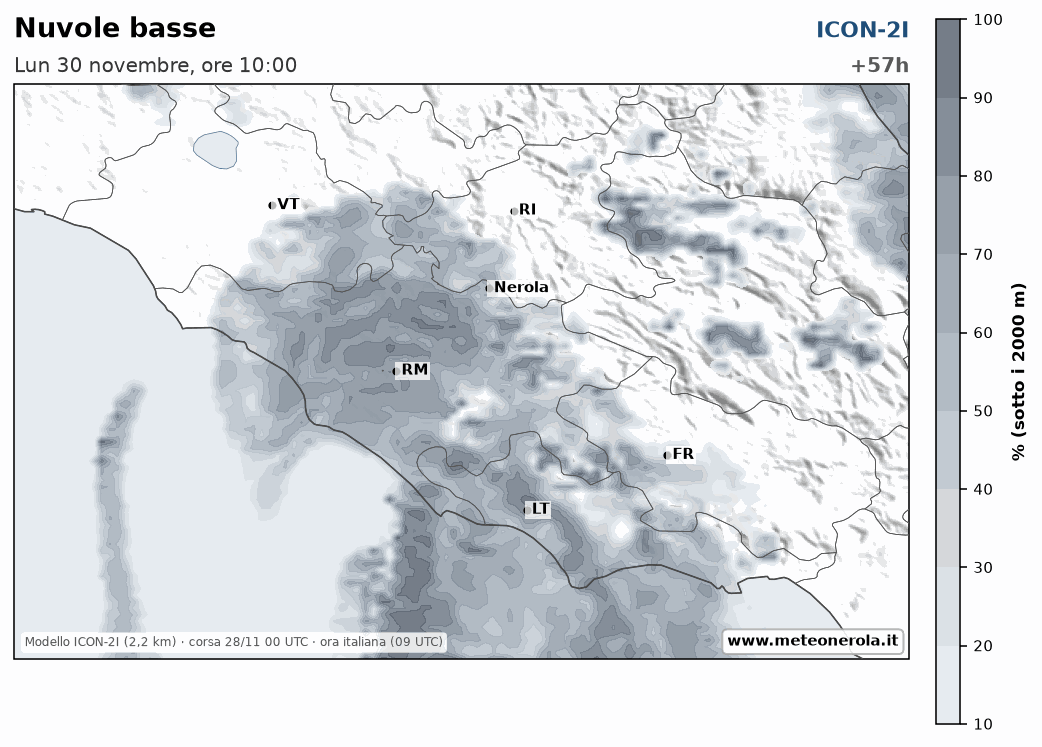 Nuvole basse
ICON-2I
Lun 30 novembre, ore 10:00
+57h
VT
RI
Nerola
RM
FR
LT
Modello ICON-2I (2,2 km) · corsa 28/11 00 UTC · ora italiana (09 UTC)
www.meteonerola.it
100
90
80
70
60
50
40
30
20
10
% (sotto i 2000 m)